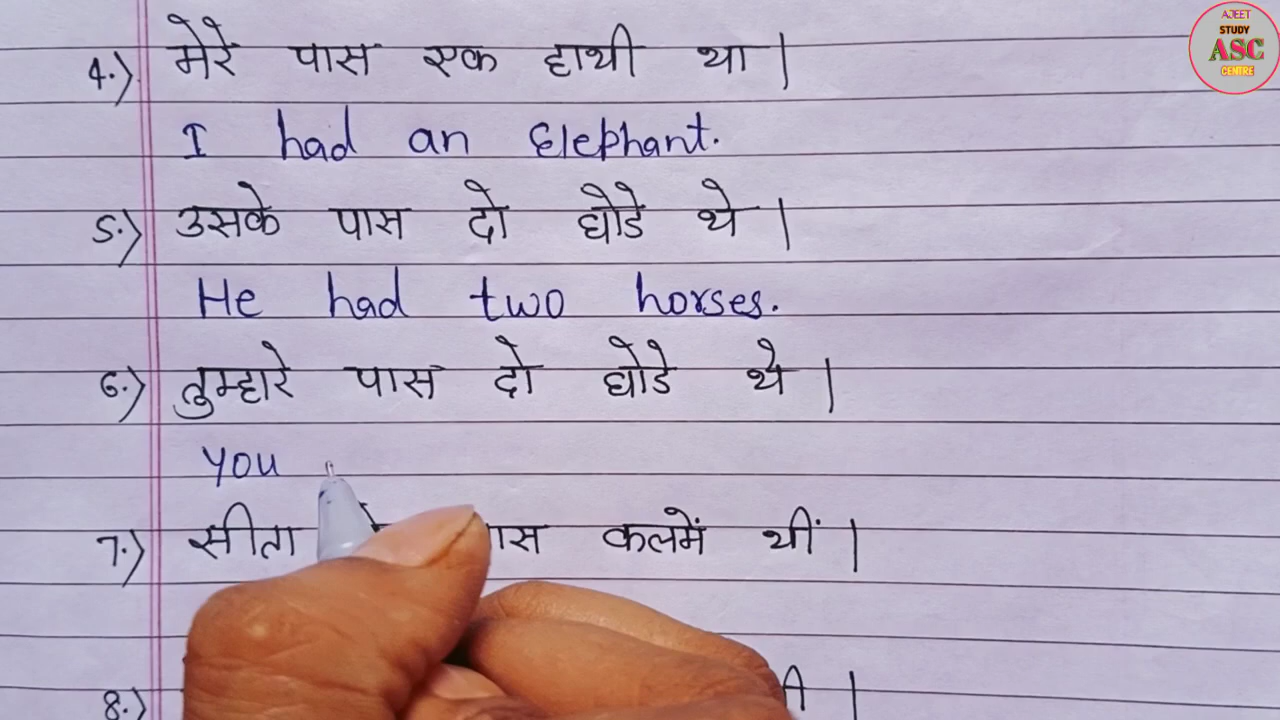 AJEET
STUDY
ASC
CENTRE
4.) मेरे पास एक हाथी था |
I had an Elephant.
5.) उसके पास दो घोडे थे |
He had two horses.
6.) तुम्हारे पास दो घोडे थे |
You
7.) सीता पास कलमें थीं |
8.)